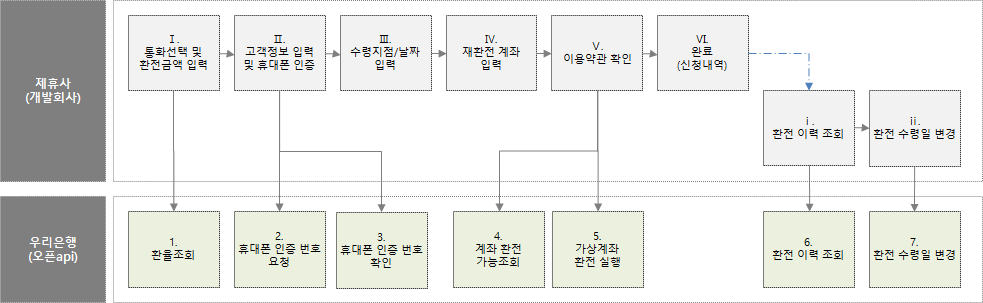 제휴사
(개발회사)
Ⅰ.
통화선택 및
환전금액 입력
Ⅱ.
고객정보 입력
및 휴대폰 인증
Ⅲ.
수령지점/날짜
입력
Ⅳ.
재환전 계좌
입력
Ⅴ.
이용약관 확인
Ⅵ.
완료
(신청내역)
ⅰ.
환전 이력 조회
ⅱ.
환전 수령일 변경
우리은행
(오픈api)
1.
환율조회
2.
휴대폰 인증 번호
요청
3.
휴대폰 인증 번호
확인
4.
계좌 환전
가능조회
5.
가상계좌
환전 실행
6.
환전 이력 조회
7.
환전 수령일 변경